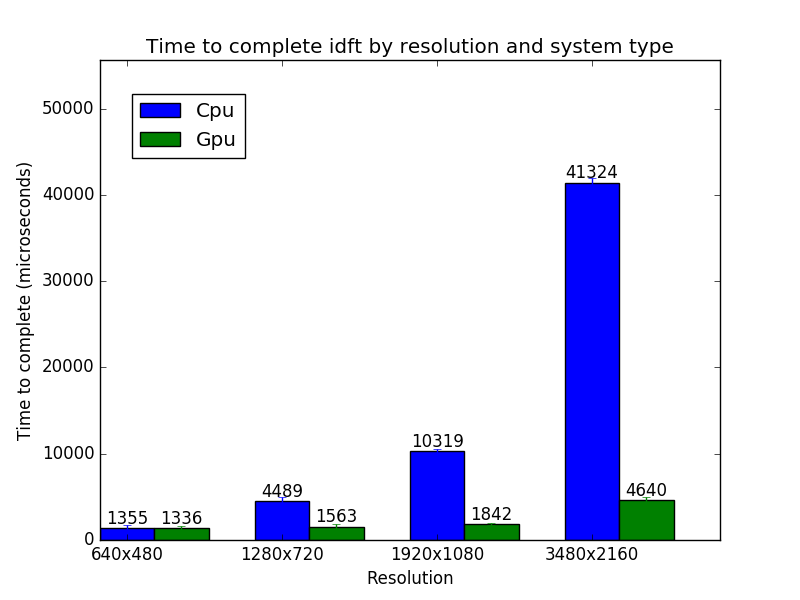 Time to complete idft by resolution and system type
Cpu
Gpu
Time to complete (microseconds)
50000
40000
30000
20000
10000
0
1355
1336
4489
1563
10319
1842
41324
4640
640x480
1280x720
1920x1080
3480x2160
Resolution